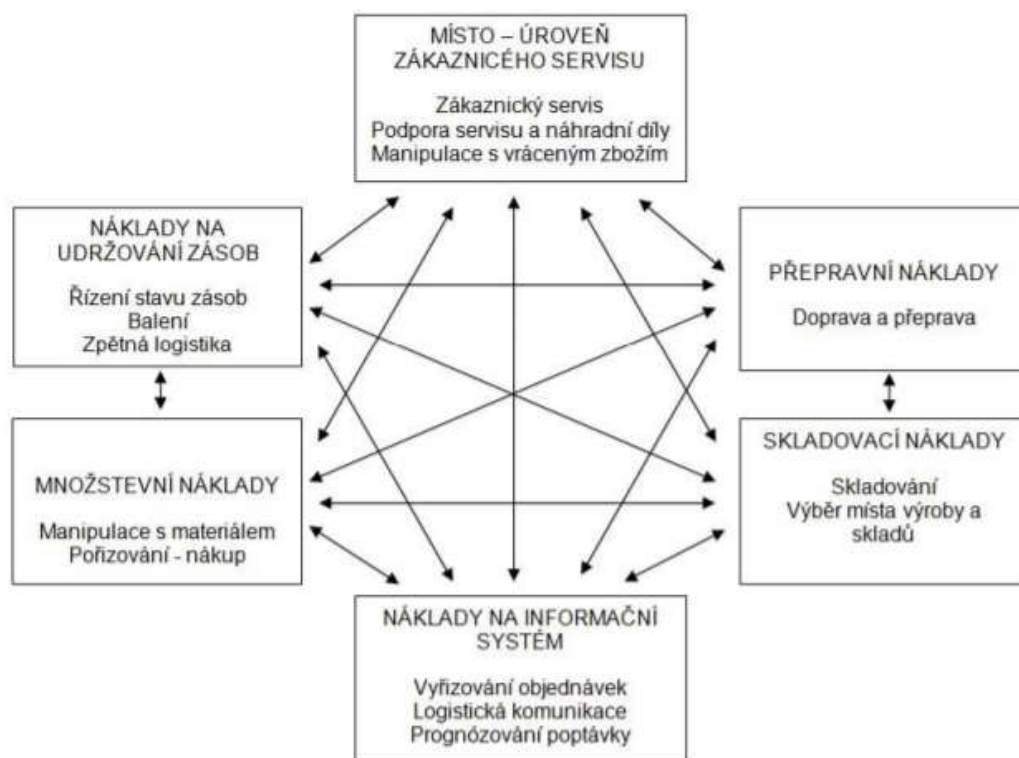 MÍSTO – ÚROVEŇ
ZÁKAZNICÉHO SERVISU
Zákaznický servis
Podpora servisu a náhradní díly
Manipulace s vráceným zbožím
NÁKLADY NA
UDRŽOVÁNÍ ZÁSOB
Řízení stavu zásob
Balení
Zpětná logistika
PŘEPRAVNÍ NÁKLADY
Doprava a přeprava
MNOŽSTEVNÍ NÁKLADY
Manipulace s materiálem
Pořizování - nákup
SKLADOVACÍ NÁKLADY
Skladování
Výběr místa výroby a
skladů
NÁKLADY NA INFORMAČNÍ
SYSTÉM
Vyřizování objednávek
Logistická komunikace
Prognózování poptávky